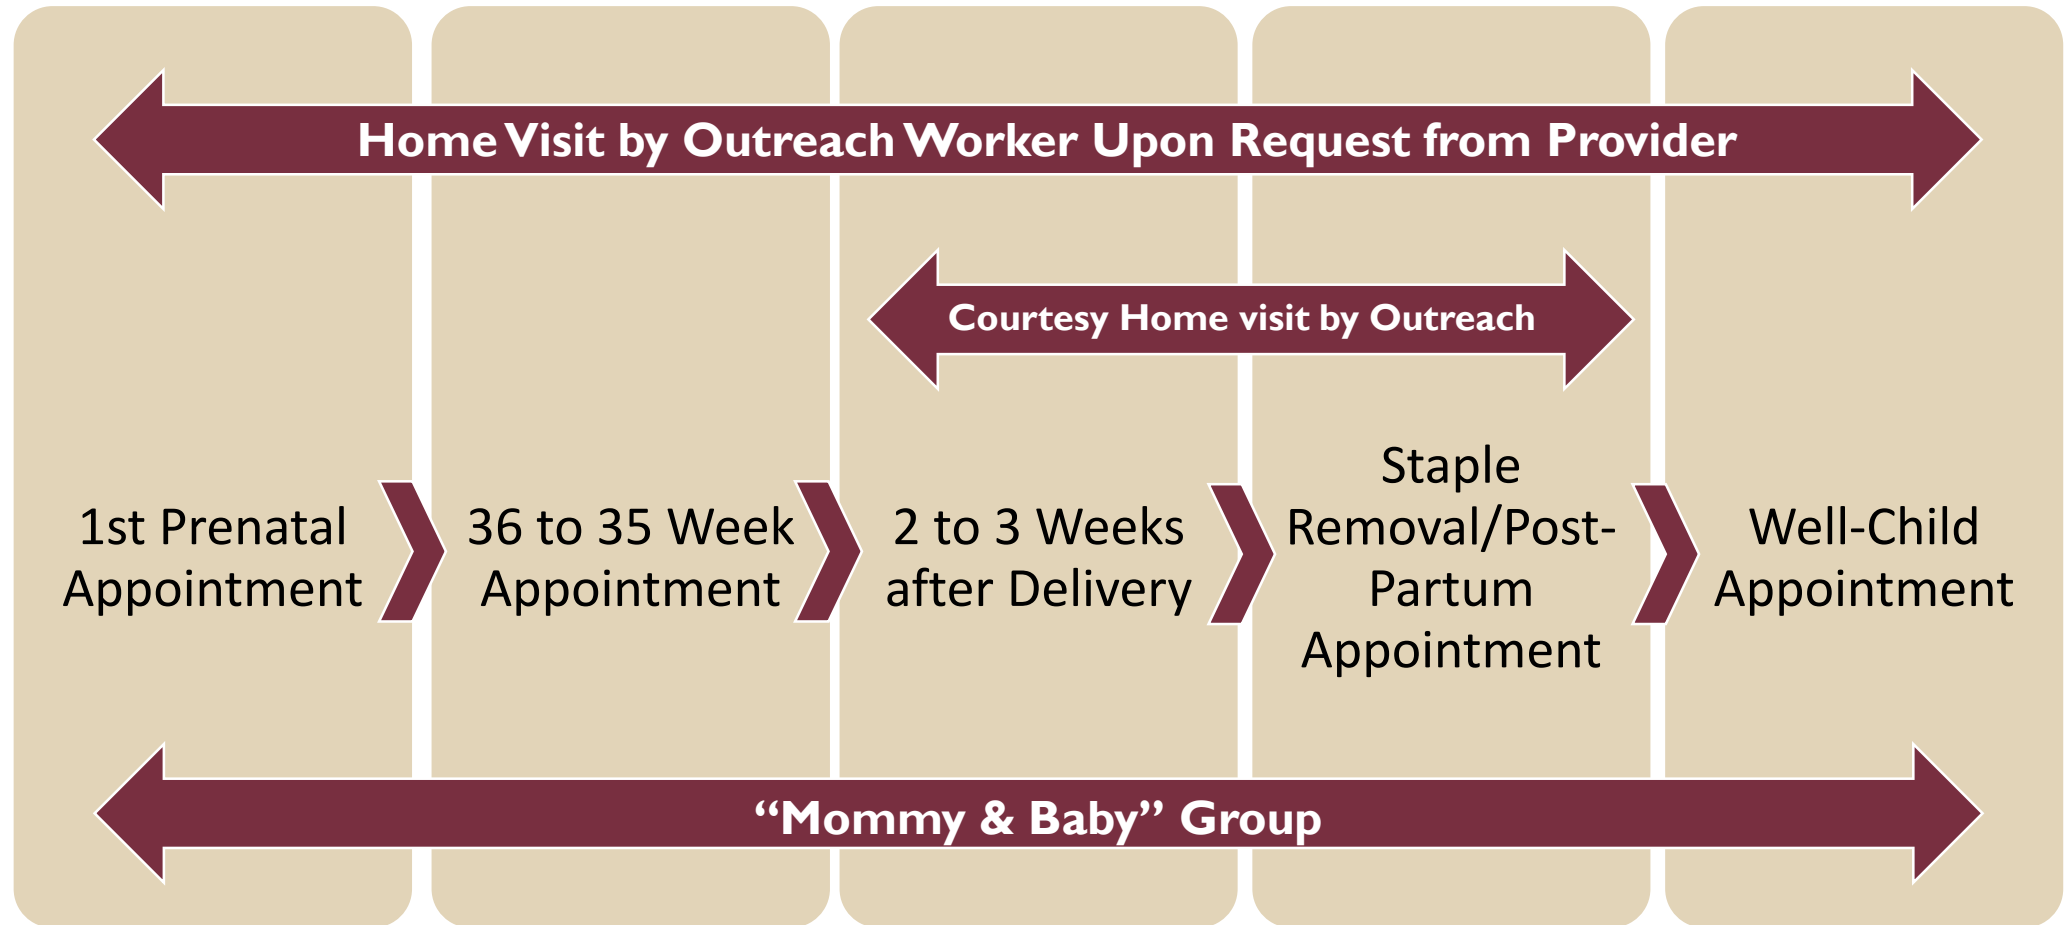 Home Visit by Outreach Worker Upon Request from Provider
Courtesy Home visit by Outreach
1st Prenatal
Appointment
36 to 35 Week
Appointment
2 to 3 Weeks
after Delivery
Staple
Removal/Post-
Partum
Appointment
Well-Child
Appointment
“Mommy & Baby” Group